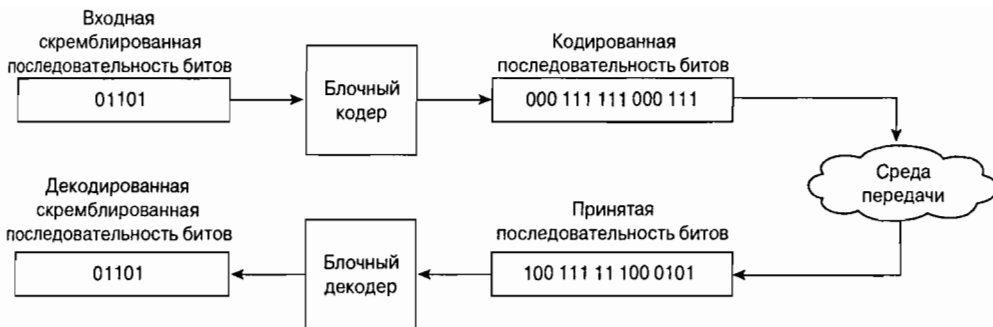 Входная
скремблированная
последовательность битов
01101
Блочный
кодер
Кодированная
последовательность битов
000 111 111 000 111
Среда
передачи
Декодированная
скремблированная
последовательность битов
01101
Блочный
декодер
Принятая
последовательность битов
100 111 11 100 0101